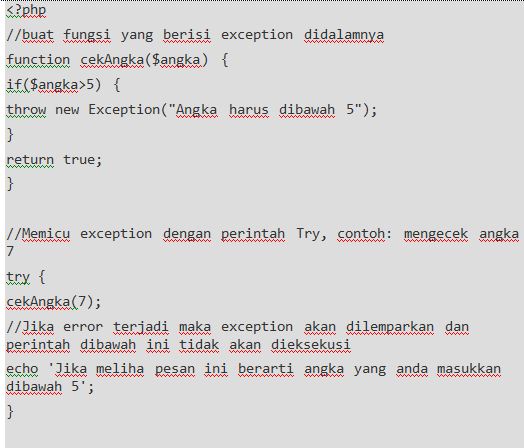 <?php
//buat fungsi yang berisi exception didalamnya
function cekAngka($angka) {
if($angka>5) {
throw new Exception("Angka harus dibawah 5");
}
return true;
}
//Memicu exception dengan perintah Try, contoh: mengecek angka
7
try {
cekAngka(7);
//Jika error terjadi maka exception akan dilemparkan dan
perintah dibawah ini tidak akan dieksekusi
echo 'Jika meliha pesan ini berarti angka yang anda masukkan
dibawah 5';
}